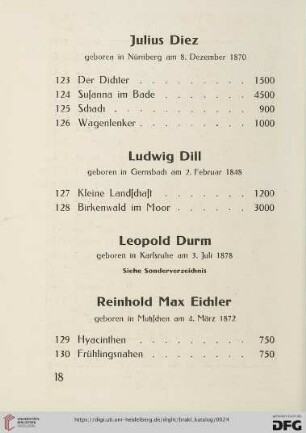 Julius Diez
geboren in Nürnberg am 8. Dezember 1870
123 Der Dichter . . . . . . . . 1500
124 Suſanna im Bade . . . . . . . 4500
125 Schach . . . . . . . . . 900
126 Wagenlenker . . . . . . . . 1000
Ludwig Dill
geboren in Gernsbach am 2. Februar 1848
127 Kleine Landſchaft . . . . . . . 1200
128 Birkenwald im Moor . . . . . . 3000
Leopold Durm
geboren in Karlsruhe am 3. Juli 1878
Siehe Sonderverzeichnis
Reinhold Max Eichler
geboren in Mutzſchen am 4. März 1872
129 Hyacinthen . . . . . . . . 750
130 Frühlingsnahen . . . . . . . 750
18
https://digi.ub.uni-heidelberg.de/diglit/brakl_katalog/0024
Gefördert durch
DFG